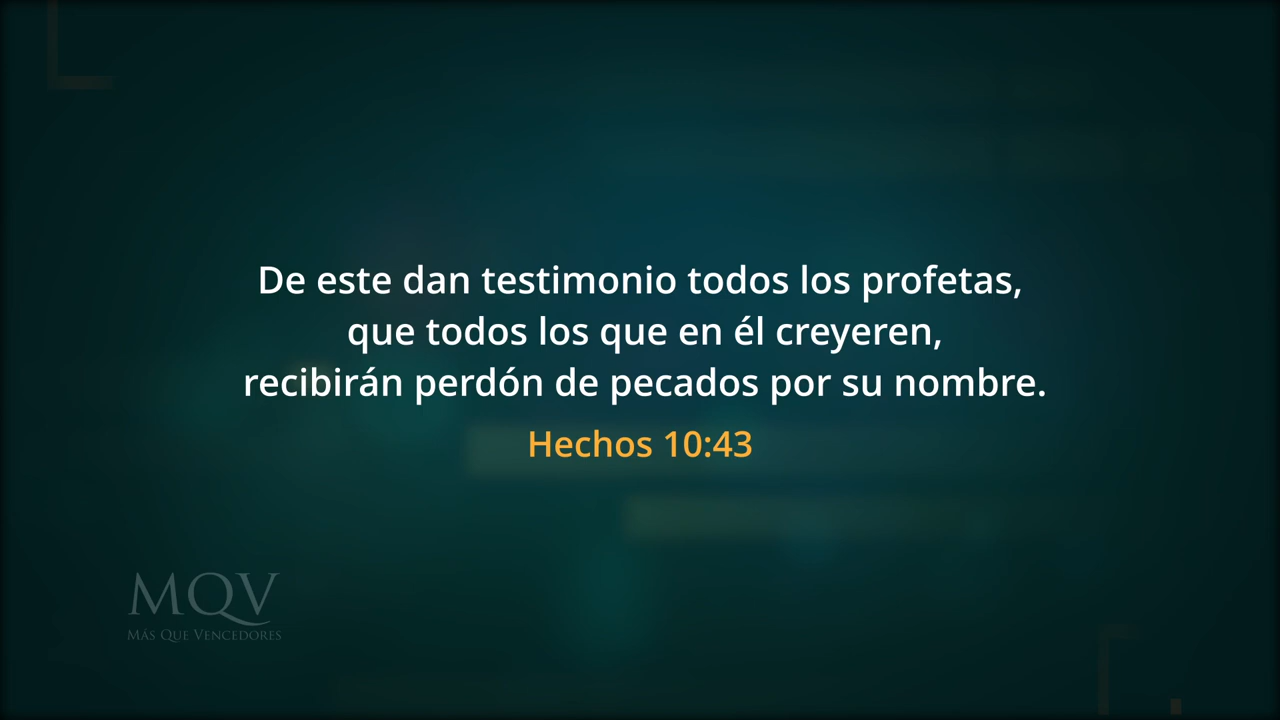 De este dan testimonio todos los profetas,
que todos los que en él creyeren,
recibirán perdón de pecados por su nombre.
Hechos 10:43
MQV
MÁS QUE VENCEDORES